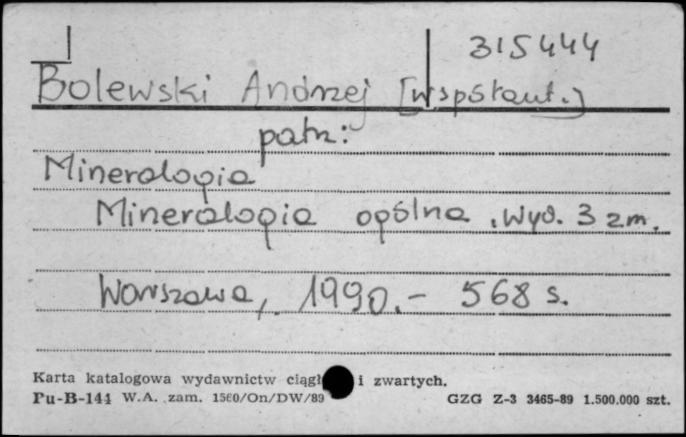 315444
Bolewski Andrzej [współaut.]
patrz:
Mineralogia
Mineralogia ogólna. Wyd. 3 zm.
Warszawa, 1990.- 568 s.
Karta katalogowa wydawnictw ciągł i zwartych.
Pu-B-144 W.A. zam. 1560/On/DW/89 GZG Z-3 3465-89 1.500.000 szt.